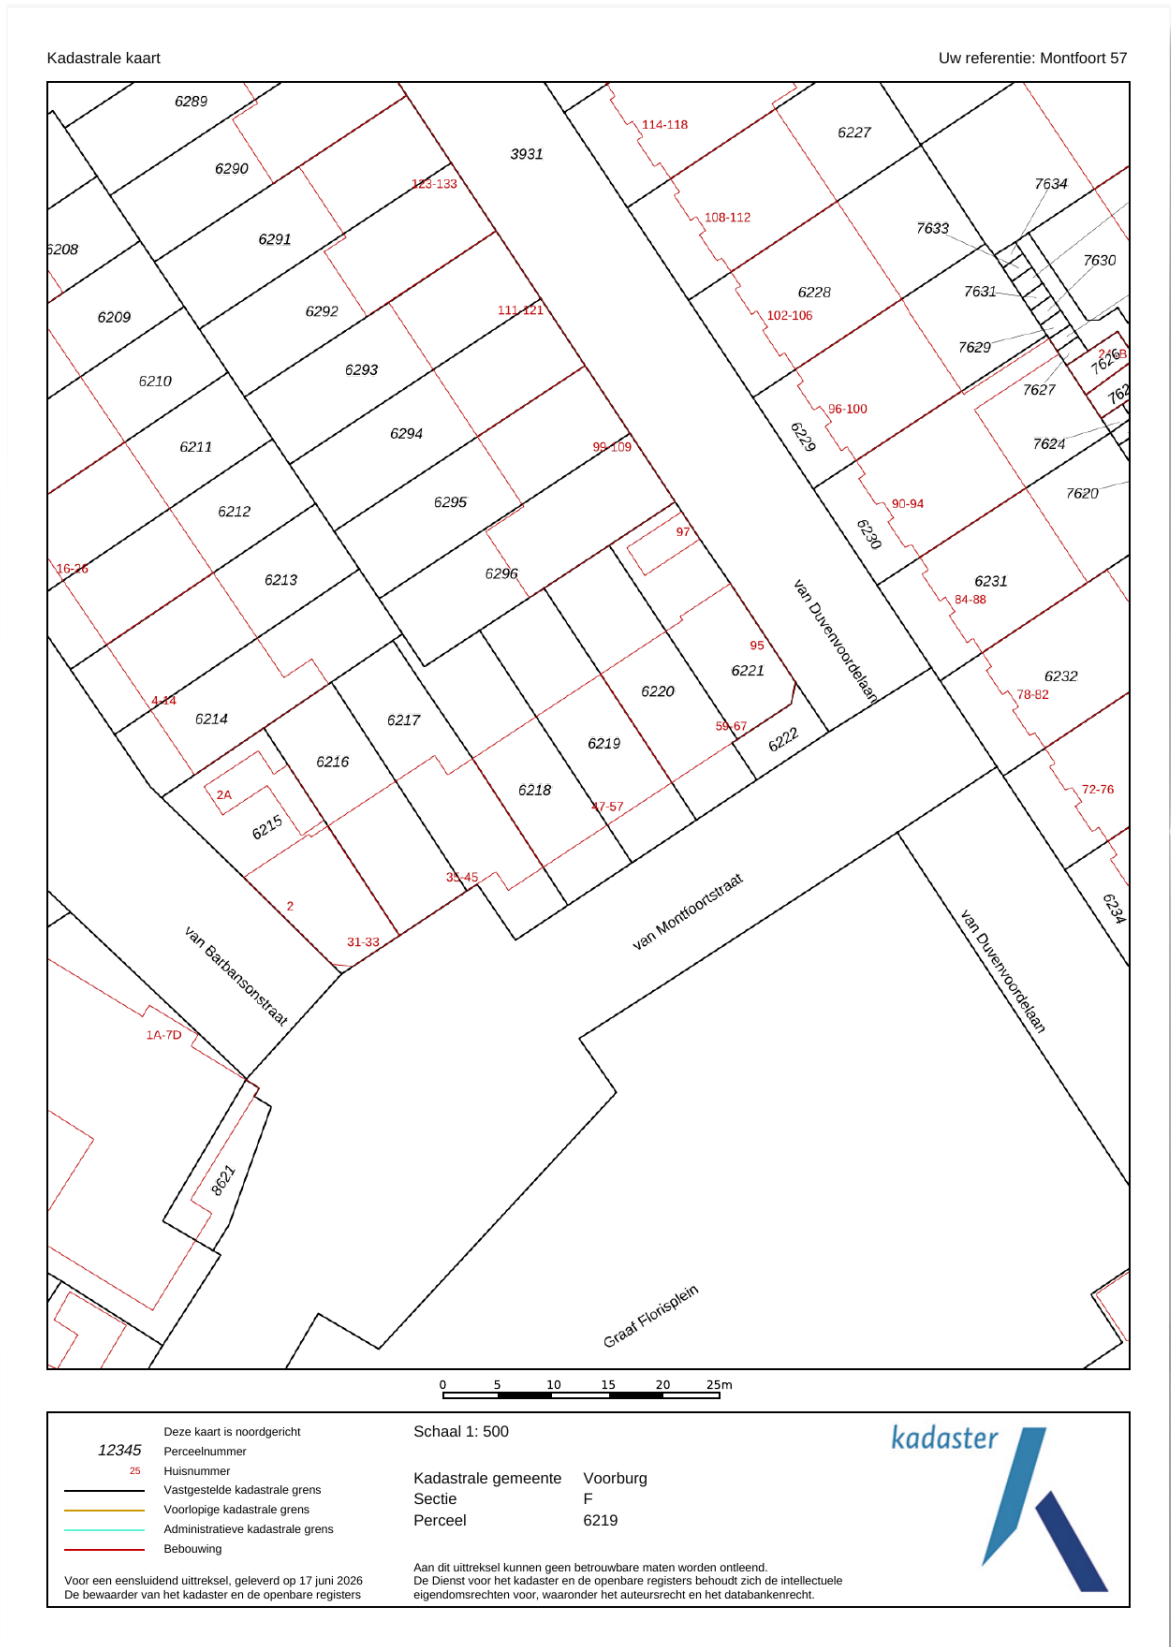 Kadastrale kaart
Uw referentie: Montfoort 57
6289
114-118
6227
3931
6290
123-133
7634
108-112
7633
6291
6208
7630
6228
7631
6292
111-121
102-106
6209
7629
6293
7626
6210
7627
762
96-100
6294
6229
7624
6211
99-109
7620
6295
90-94
6212
6230
97
16-26
6296
6213
6231
84-88
van Duvenvoordelaan
95
6221
6232
6220
78-82
4-14
6214
6217
59-67
6222
6219
6216
6218
72-76
2A
47-57
6215
35-45
2
van Montfoortstraat
6234
31-33
van Barbansonstraat
van Duvenvoordelaan
1A-7D
8621
Graaf Florisplein
0 5 10 15 20 25m
Deze kaart is noordgericht
12345 Perceelnummer
25 Huisnummer
Vastgestelde kadastrale grens
Voorlopige kadastrale grens
Administratieve kadastrale grens
Bebouwing
Voor een eensluidend uittreksel, geleverd op 17 juni 2026
De bewaarder van het kadaster en de openbare registers
Schaal 1: 500
Kadastrale gemeente Voorburg
Sectie F
Perceel 6219
Aan dit uittreksel kunnen geen betrouwbare maten worden ontleend.
De Dienst voor het kadaster en de openbare registers behoudt zich de intellectuele
eigendomsrechten voor, waaronder het auteursrecht en het databankenrecht.
kadaster